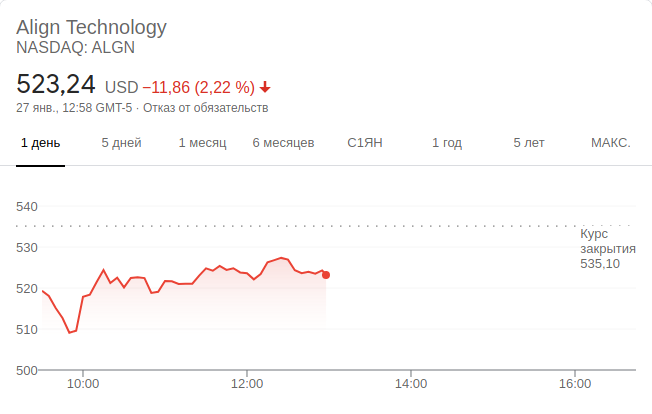 Align Technology
NASDAQ: ALGN
523,24 USD −11,86 (2,22 %)
27 янв., 12:58 GMT-5 · Отказ от обязательств
1 день 5 дней 1 месяц 6 месяцев С1ЯН 1 год 5 лет МАКС.
540
530
520
510
500
Курс
закрытия
535,10
10:00 12:00 14:00 16:00